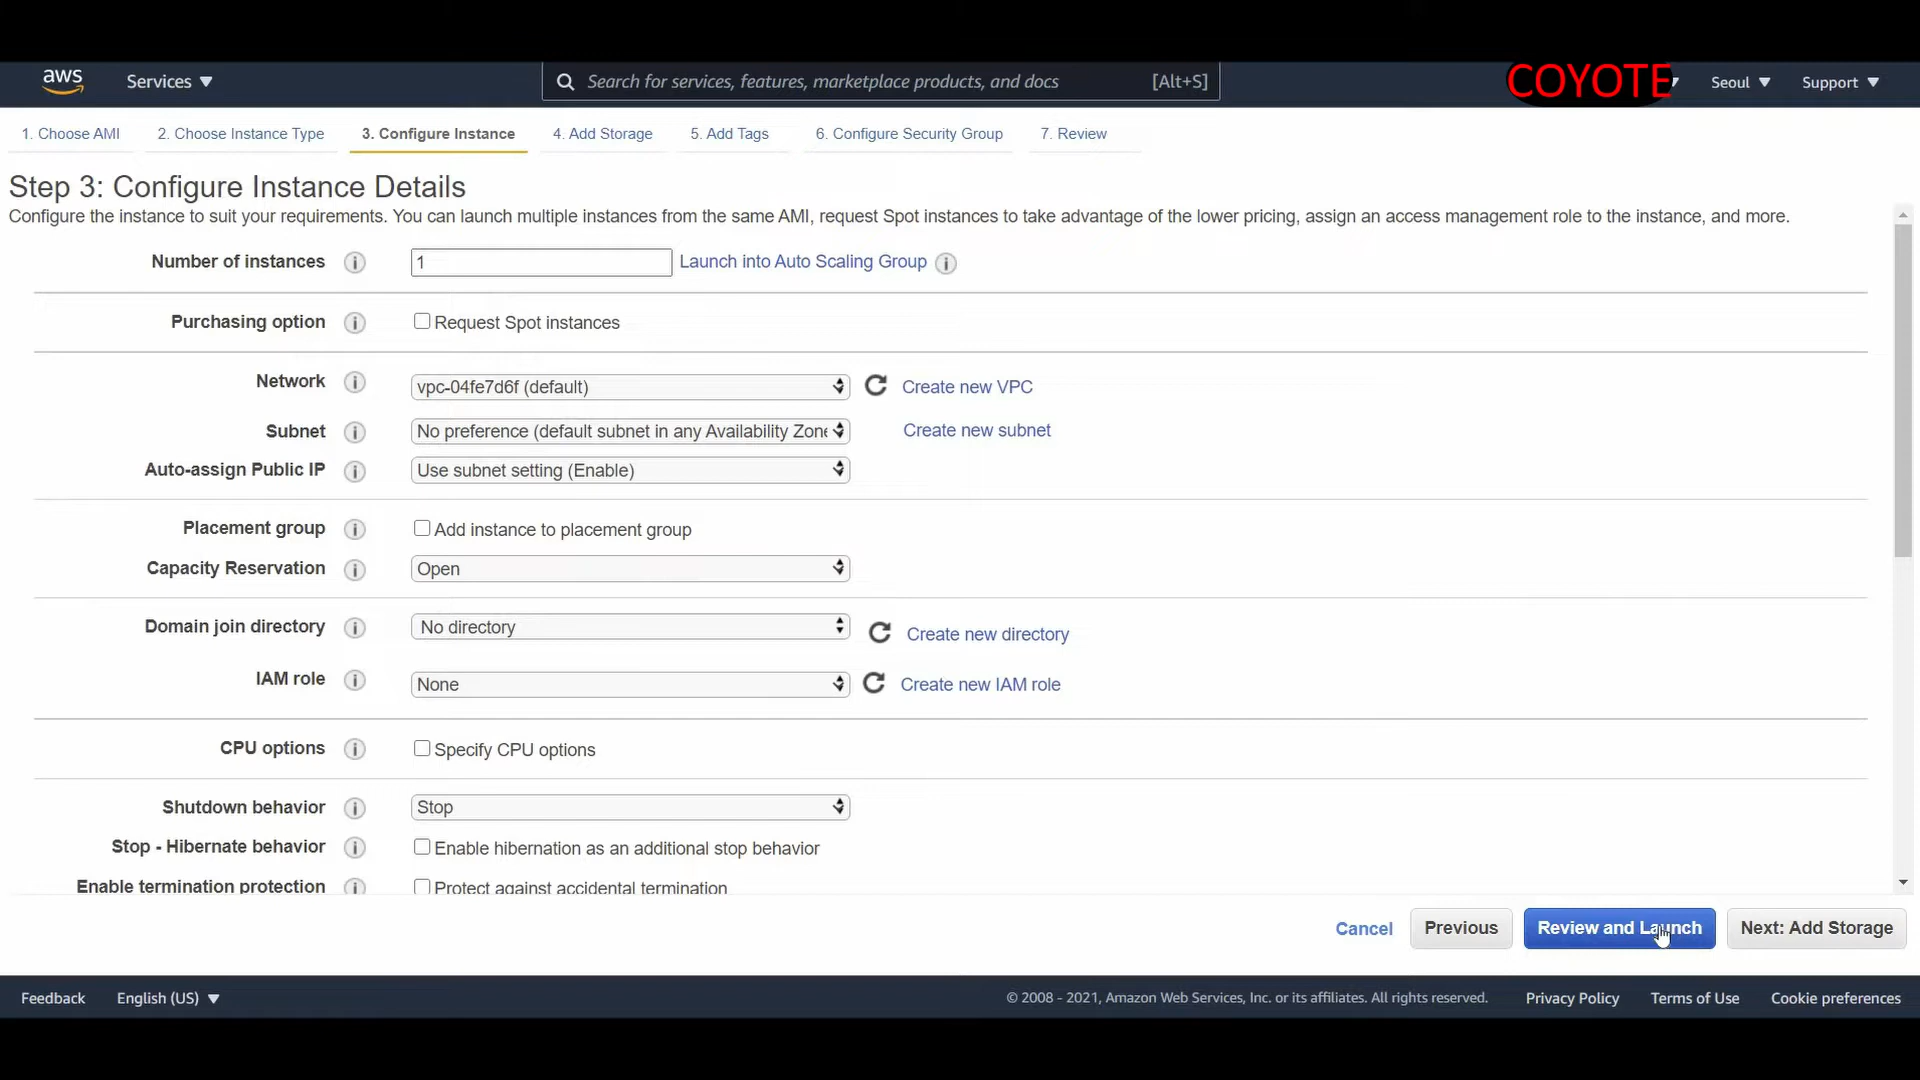 aws Services Search for services, features, marketplace products, and docs [Alt+S] COYOTE Seoul Support
1. Choose AMI 2. Choose Instance Type 3. Configure Instance 4. Add Storage 5. Add Tags 6. Configure Security Group 7. Review
Step 3: Configure Instance Details
Configure the instance to suit your requirements. You can launch multiple instances from the same AMI, request Spot instances to take advantage of the lower pricing, assign an access management role to the instance, and more.
Number of instances 1 Launch into Auto Scaling Group
Purchasing option Request Spot instances
Network vpc-04fe7d6f (default) Create new VPC
Subnet No preference (default subnet in any Availability Zone Create new subnet
Auto-assign Public IP Use subnet setting (Enable)
Placement group Add instance to placement group
Capacity Reservation Open
Domain join directory No directory Create new directory
IAM role None Create new IAM role
CPU options Specify CPU options
Shutdown behavior Stop
Stop - Hibernate behavior Enable hibernation as an additional stop behavior
Enable termination protection Protect against accidental termination
Cancel Previous Review and Launch Next: Add Storage
Feedback English (US) © 2008 - 2021, Amazon Web Services, Inc. or its affiliates. All rights reserved. Privacy Policy Terms of Use Cookie preferences